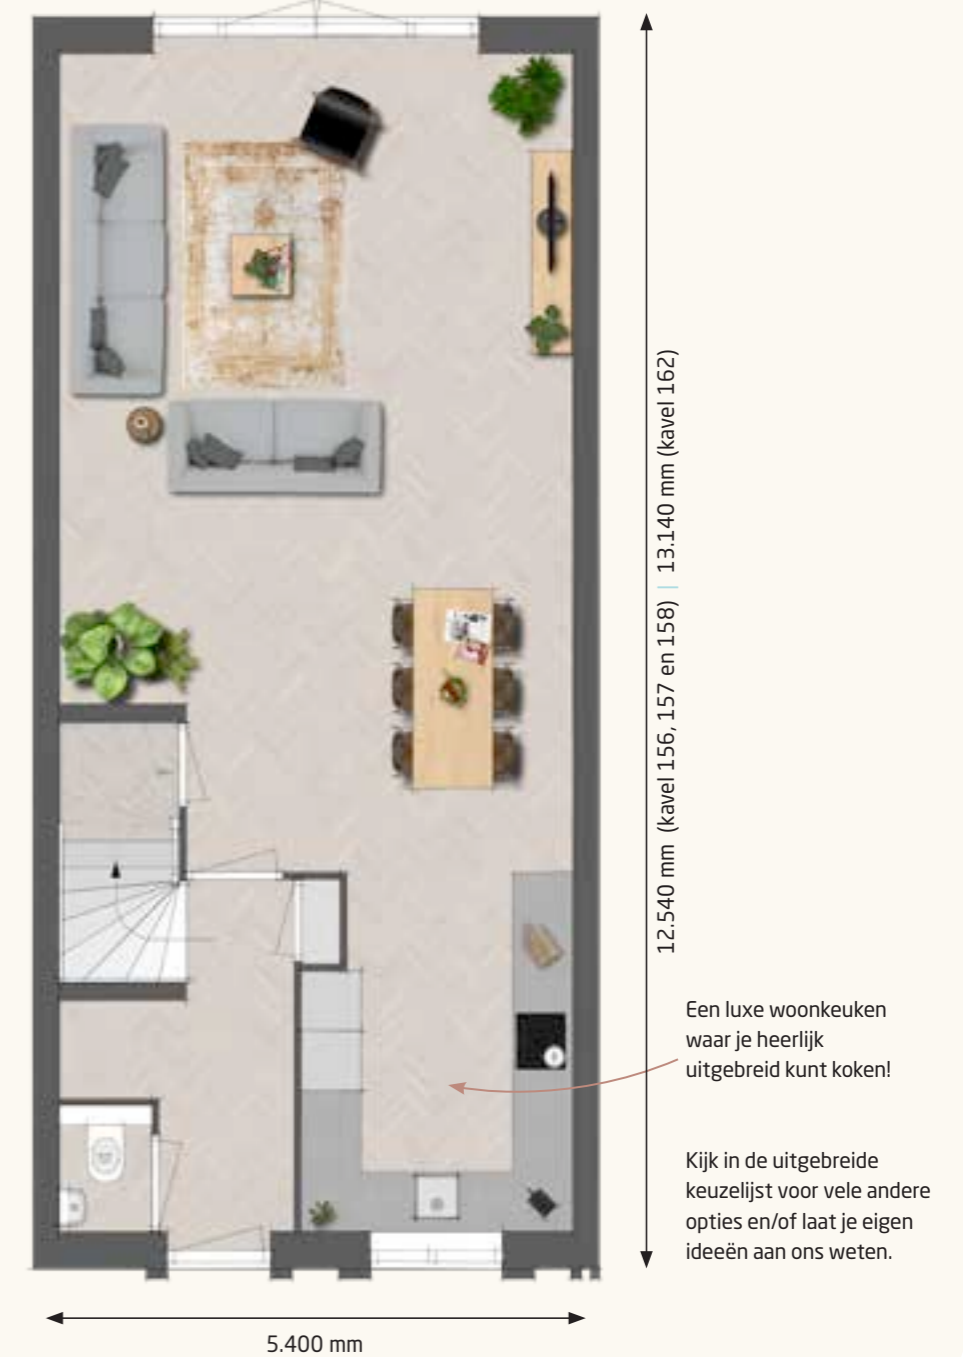 12.540 mm (kavel 156, 157 en 158) | 13.140 mm (kavel 162)
Een luxe woonkeuken
waar je heerlijk
uitgebreid kunt koken!
Kijk in de uitgebreide
keuzelijst voor vele andere
opties en/of laat je eigen
ideeën aan ons weten.
5.400 mm